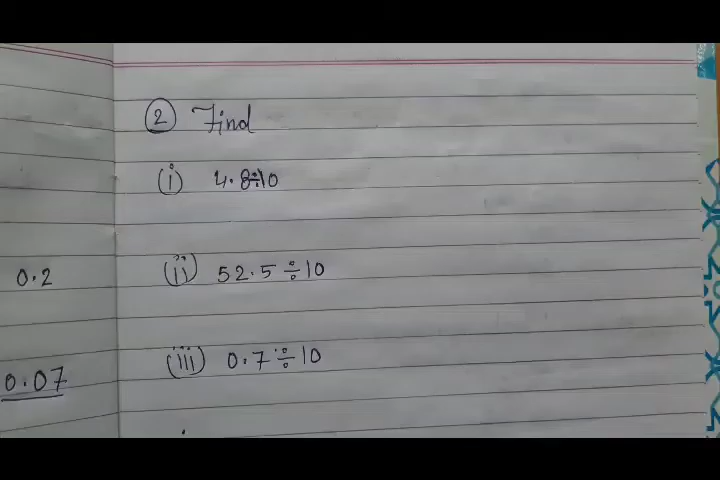 ② Find
(i) 4.8÷10
0.2
(ii) 52.5÷10
(iii) 0.7÷10
0.07